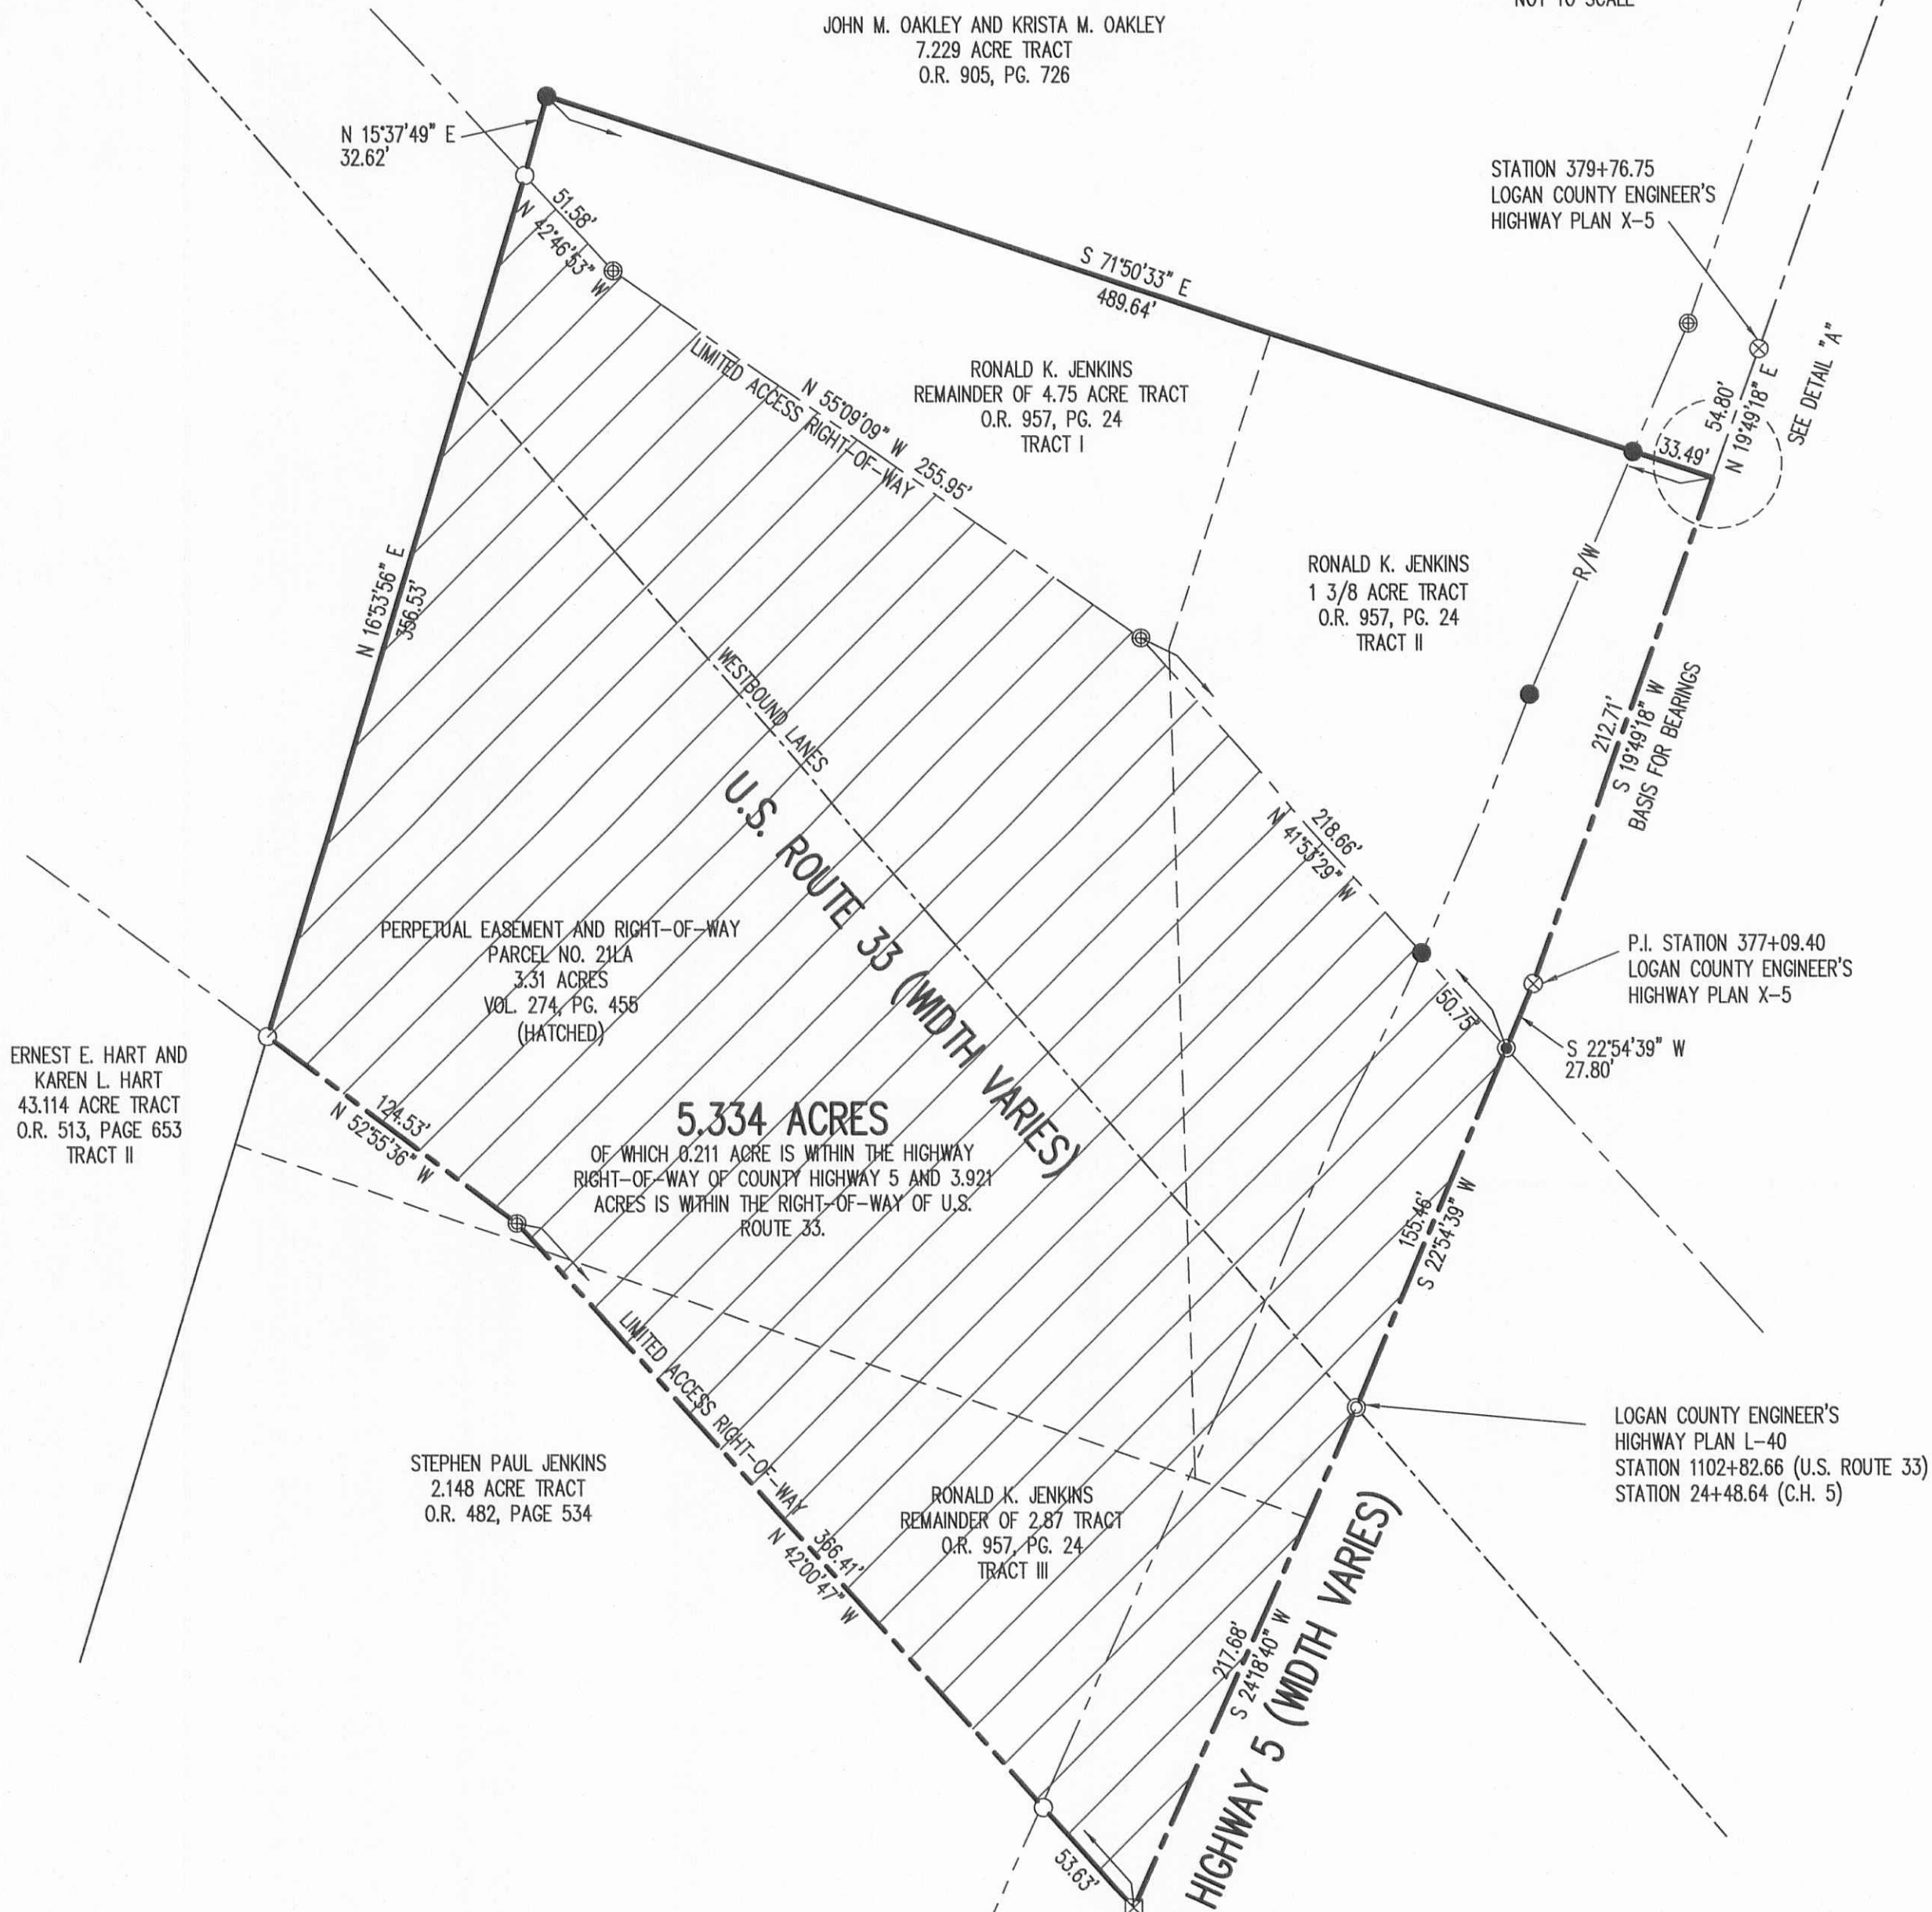 NOT TO SCALE
JOHN M. OAKLEY AND KRISTA M. OAKLEY
7.229 ACRE TRACT
O.R. 905, PG. 726
N 15°37'49" E
32.62'
51.58'
N 42°46'53" W
S 71°50'33" E
489.64'
STATION 379+76.75
LOGAN COUNTY ENGINEER'S
HIGHWAY PLAN X-5
54.80'
N 19°49'18" E
SEE DETAIL "A"
33.49'
LIMITED ACCESS RIGHT-OF-WAY
N 55°09'09" W 255.95'
RONALD K. JENKINS
REMAINDER OF 4.75 ACRE TRACT
O.R. 957, PG. 24
TRACT I
RONALD K. JENKINS
1 3/8 ACRE TRACT
O.R. 957, PG. 24
TRACT II
R/W
N 16°53'56" E
356.53'
WESTBOUND LANES
U.S. ROUTE 33 (WIDTH VARIES)
212.71'
S 19°49'18" W
BASIS FOR BEARINGS
218.66'
N 41°53'29" W
PERPETUAL EASEMENT AND RIGHT-OF-WAY
PARCEL NO. 21LA
3.31 ACRES
VOL. 274, PG. 455
(HATCHED)
P.I. STATION 377+09.40
LOGAN COUNTY ENGINEER'S
HIGHWAY PLAN X-5
50.75'
S 22°54'39" W
27.80'
ERNEST E. HART AND
KAREN L. HART
43.114 ACRE TRACT
O.R. 513, PAGE 653
TRACT II
124.53'
N 52°55'36" W
5.334 ACRES
OF WHICH 0.211 ACRE IS WITHIN THE HIGHWAY
RIGHT-OF-WAY OF COUNTY HIGHWAY 5 AND 3.921
ACRES IS WITHIN THE RIGHT-OF-WAY OF U.S.
ROUTE 33.
155.46'
S 22°54'39" W
LIMITED ACCESS RIGHT-OF-WAY
366.41'
N 42°00'47" W
STEPHEN PAUL JENKINS
2.148 ACRE TRACT
O.R. 482, PAGE 534
RONALD K. JENKINS
REMAINDER OF 2.87 TRACT
O.R. 957, PG. 24
TRACT III
LOGAN COUNTY ENGINEER'S
HIGHWAY PLAN L-40
STATION 1102+82.66 (U.S. ROUTE 33)
STATION 24+48.64 (C.H. 5)
217.68'
S 24°18'40" W
HIGHWAY 5 (WIDTH VARIES)
53.63'